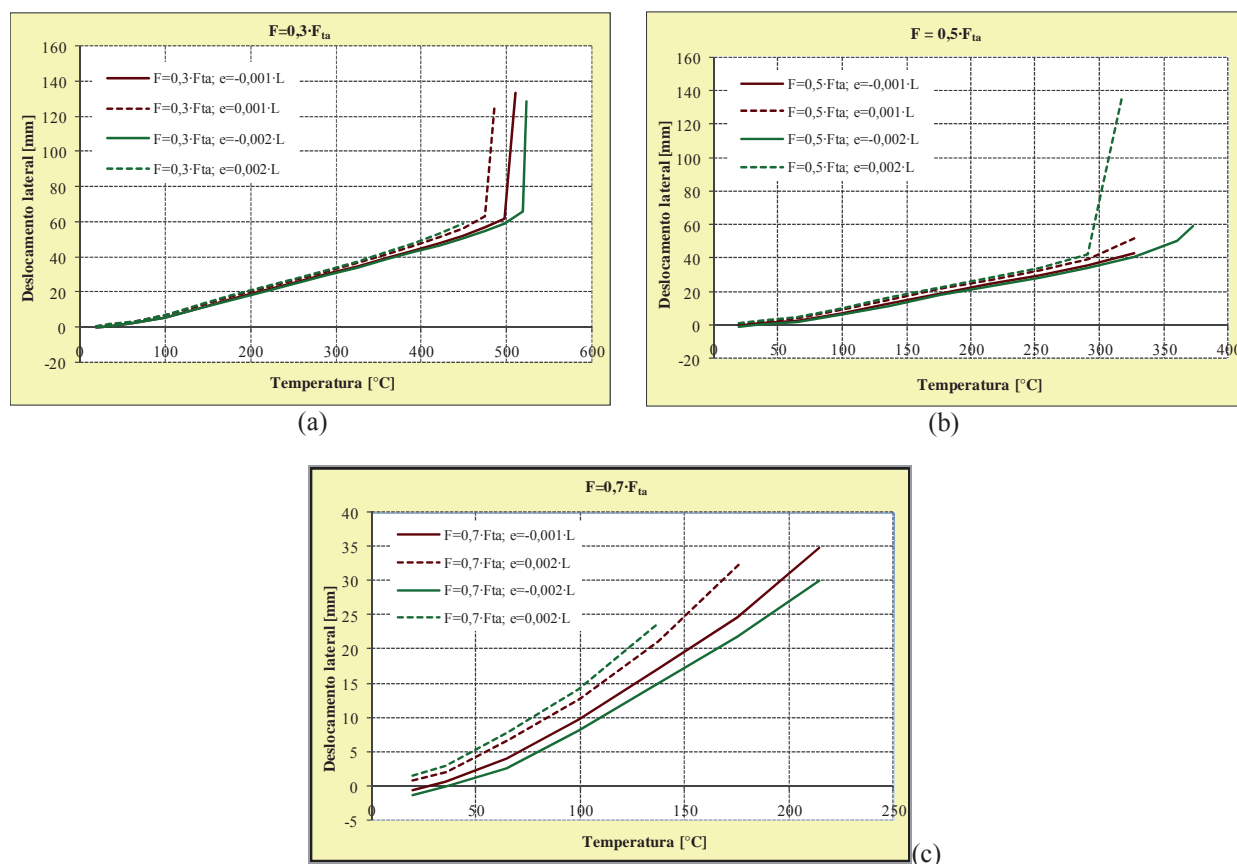 F=0,3·Fta
160
140
120
100
80
60
40
20
0
-20
Deslocamento lateral [mm]
F=0,3·Fta; e=-0,001·L
F=0,3·Fta; e=0,001·L
F=0,3·Fta; e=-0,002·L
F=0,3·Fta; e=0,002·L
0 100 200 300 400 500 600
Temperatura [°C]
(a)
F = 0,5·Fta
160
140
120
100
80
60
40
20
0
-20
Deslocamento lateral [mm]
F=0,5·Fta; e=-0,001·L
F=0,5·Fta; e=0,001·L
F=0,5·Fta; e=-0,002·L
F=0,5·Fta; e=0,002·L
0 50 100 150 200 250 300 350 400
Temperatura [°C]
(b)
F=0,7·Fta
40
35
30
25
20
15
10
5
0
-5
Deslocamento lateral [mm]
F=0,7·Fta; e=-0,001·L
F=0,7·Fta; e=0,002·L
F=0,7·Fta; e=-0,002·L
F=0,7·Fta; e=0,002·L
0 50 100 150 200 250
Temperatura [°C]
(c)